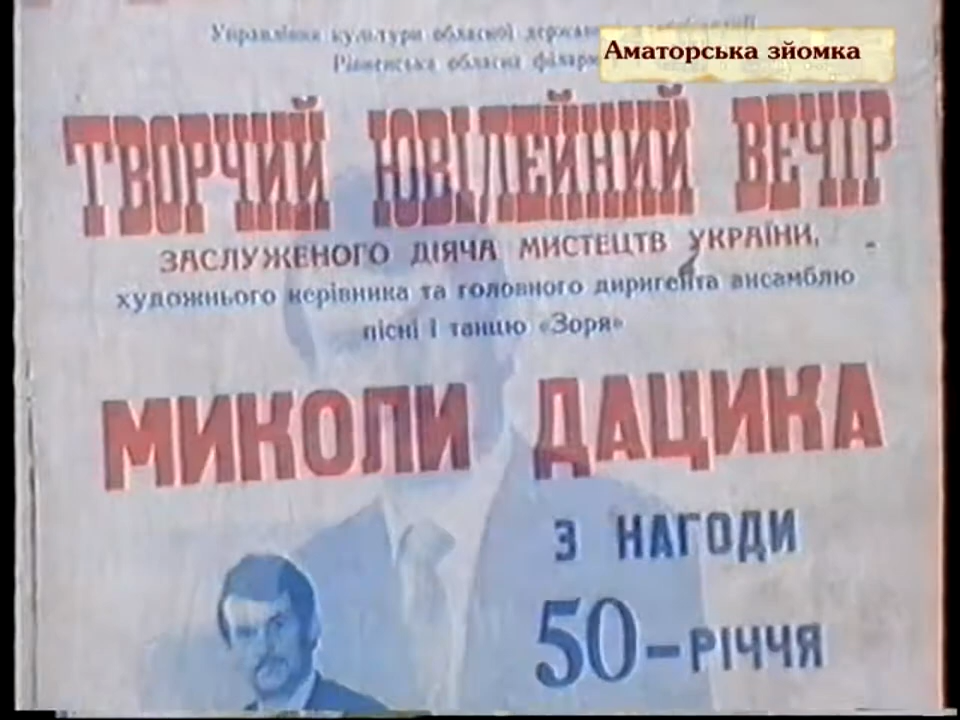 Управління культури обласної державної
Аматорська зйомка
Рівненська обласна
ТВОРЧИЙ ЮВІЛЕЙНИЙ ВЕЧІР
ЗАСЛУЖЕНОГО ДІЯЧА МИСТЕЦТВ УКРАЇНИ,
художнього керівника та головного диригента ансамблю
пісні і танцю «Зоря»
МИКОЛИ ДАЦИКА
З НАГОДИ
50-РІЧЧЯ